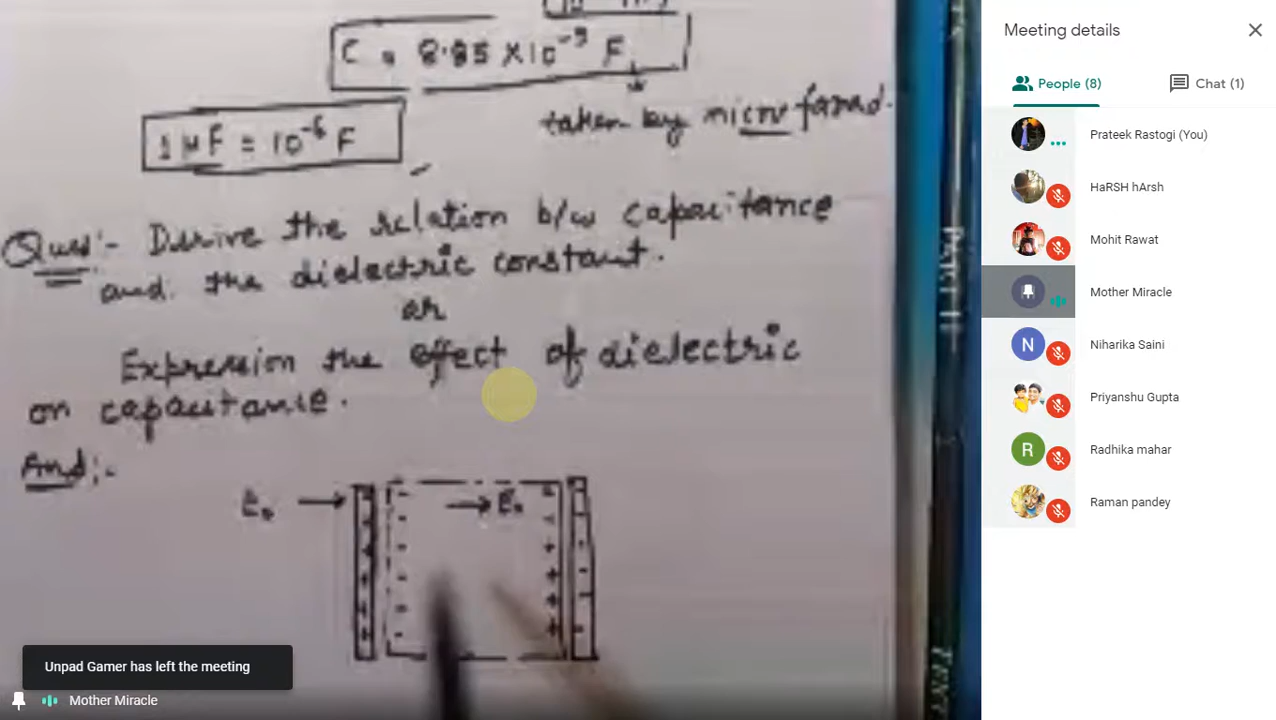 C = 8.85 × 10⁻⁹ F
taken by micro farad.
1 μF = 10⁻⁶ F
Ques:- Derive the relation b/w capacitance
and. the dielectric constant.
or
Expression the effect of dielectric
on capacitance.
And:-
E₀ → → E₀
Unpad Gamer has left the meeting
Mother Miracle
Meeting details
People (8)
Chat (1)
Prateek Rastogi (You)
HaRSH hArsh
Mohit Rawat
Mother Miracle
N Niharika Saini
Priyanshu Gupta
R Radhika mahar
Raman pandey